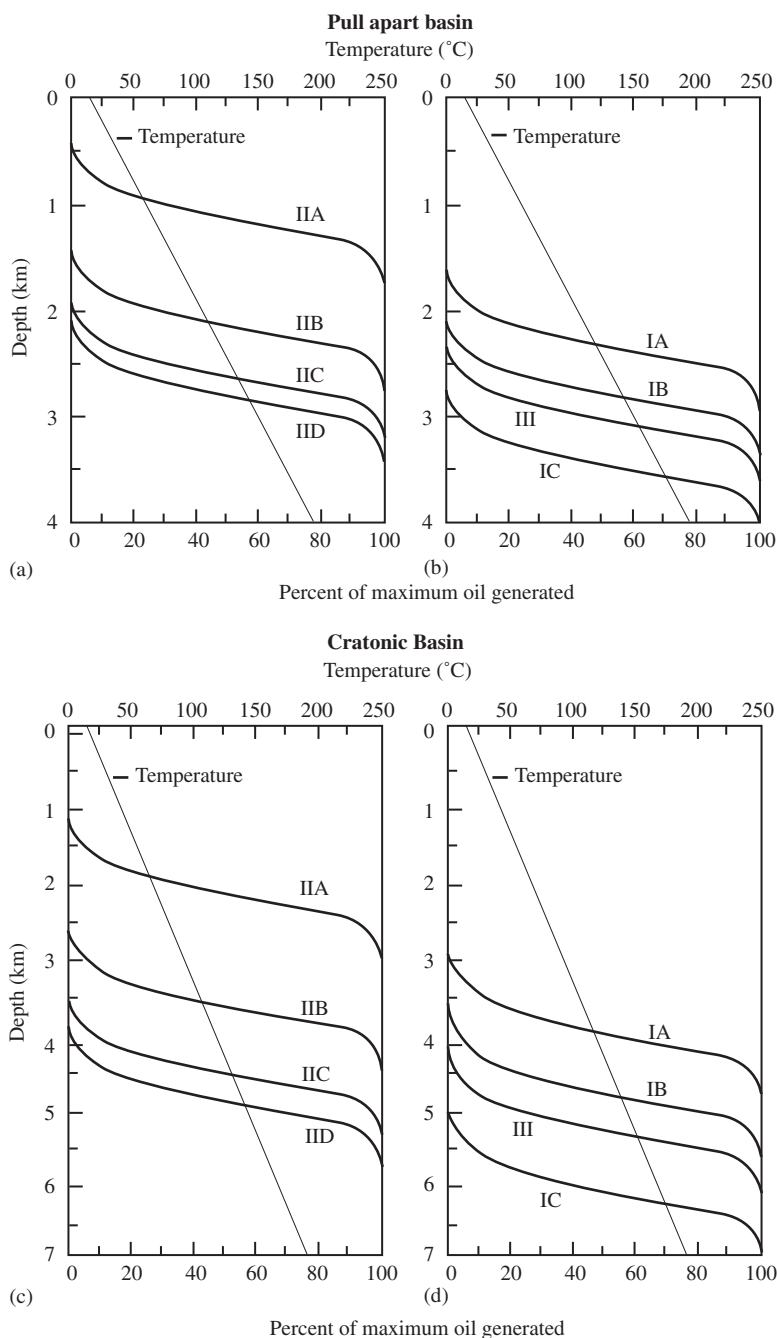 Pull apart basin
Temperature (˚C)
0 50 100 150 200 250 0 50 100 150 200 250
0
Temperature
Temperature
1
1
IIA
2
2
IIB
IA
Depth (km)
IIC
IB
3
3
IID
III
IC
4
4
0 20 40 60 80 100 0 20 40 60 80 100
(a)
(b)
Percent of maximum oil generated
Cratonic Basin
Temperature (˚C)
0 50 100 150 200 250 0 50 100 150 200 250
0
0
Temperature
Temperature
1
1
2
2
IIA
3
3
Depth (km)
IIB
4
4
IA
IIC
IB
5
5
IID
III
6
6
IC
7
7
0 20 40 60 80 100 0 20 40 60 80 100
(c)
(d)
Percent of maximum oil generated